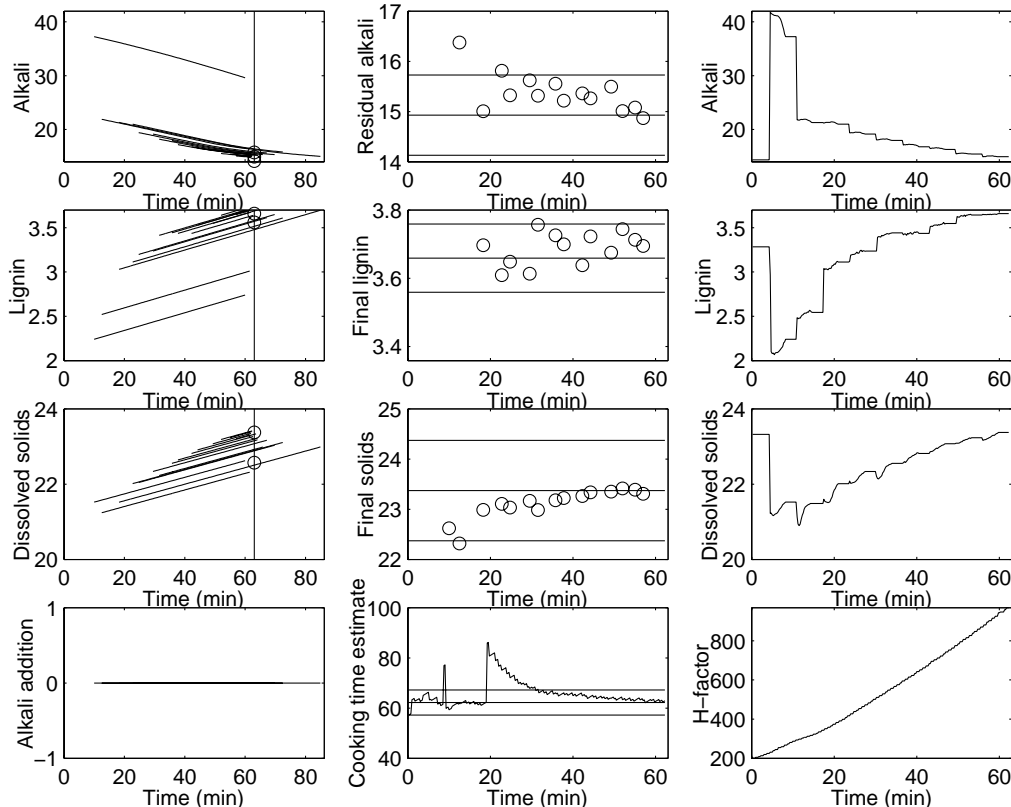 40
30
20
Alkali
0 20 40 60 80
Time (min)
17
16
15
14
Residual alkali
0 20 40 60
Time (min)
40
30
20
Alkali
0 20 40 60
Time (min)
3.5
3
2.5
2
Lignin
0 20 40 60 80
Time (min)
3.8
3.6
3.4
Final lignin
0 20 40 60
Time (min)
3.5
3
2.5
2
Lignin
0 20 40 60
Time (min)
24
22
20
Dissolved solids
0 20 40 60 80
Time (min)
25
24
23
22
Final solids
0 20 40 60
Time (min)
24
22
20
Dissolved solids
0 20 40 60
Time (min)
1
0
−1
Alkali addition
0 20 40 60 80
Time (min)
100
80
60
40
Cooking time estimate
0 20 40 60
Time (min)
800
600
400
200
H−factor
0 20 40 60
Time (min)